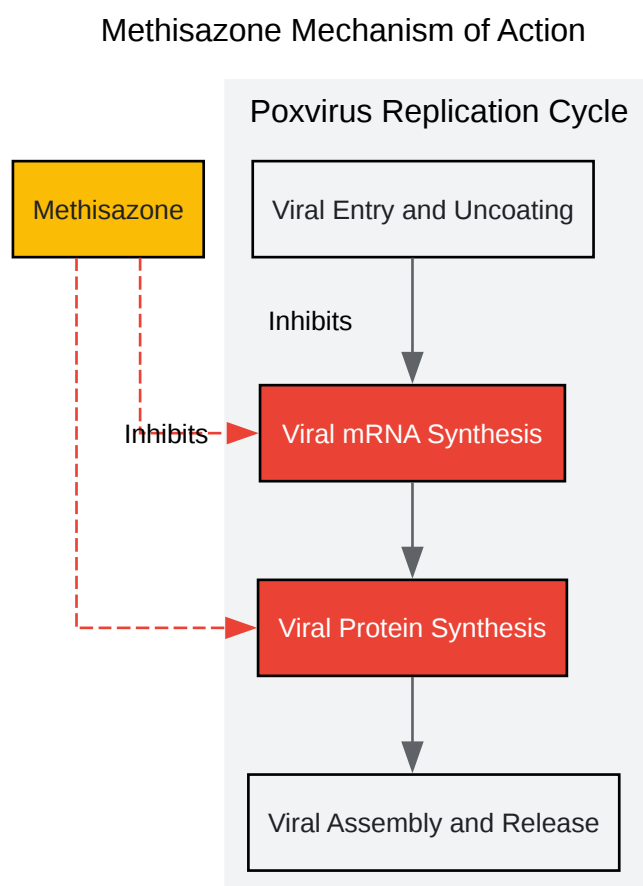 Methisazone Mechanism of Action
Poxvirus Replication Cycle
Methisazone
Viral Entry and Uncoating
Inhibits
Inhibits
Viral mRNA Synthesis
Viral Protein Synthesis
Viral Assembly and Release